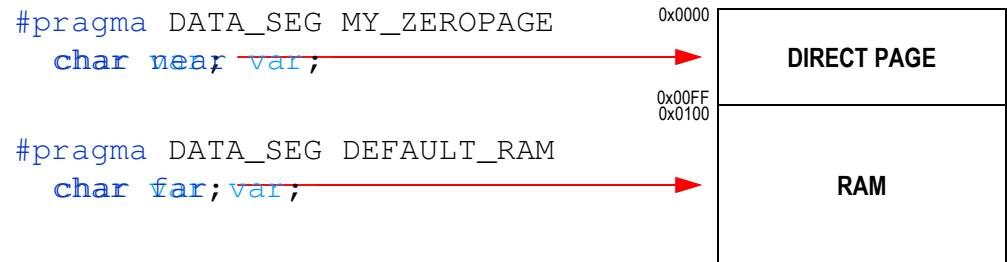 #pragma DATA_SEG MY_ZEROPAGE
char near var;
#pragma DATA_SEG DEFAULT_RAM
char far var;
0x0000
DIRECT PAGE
0x00FF
0x0100
RAM